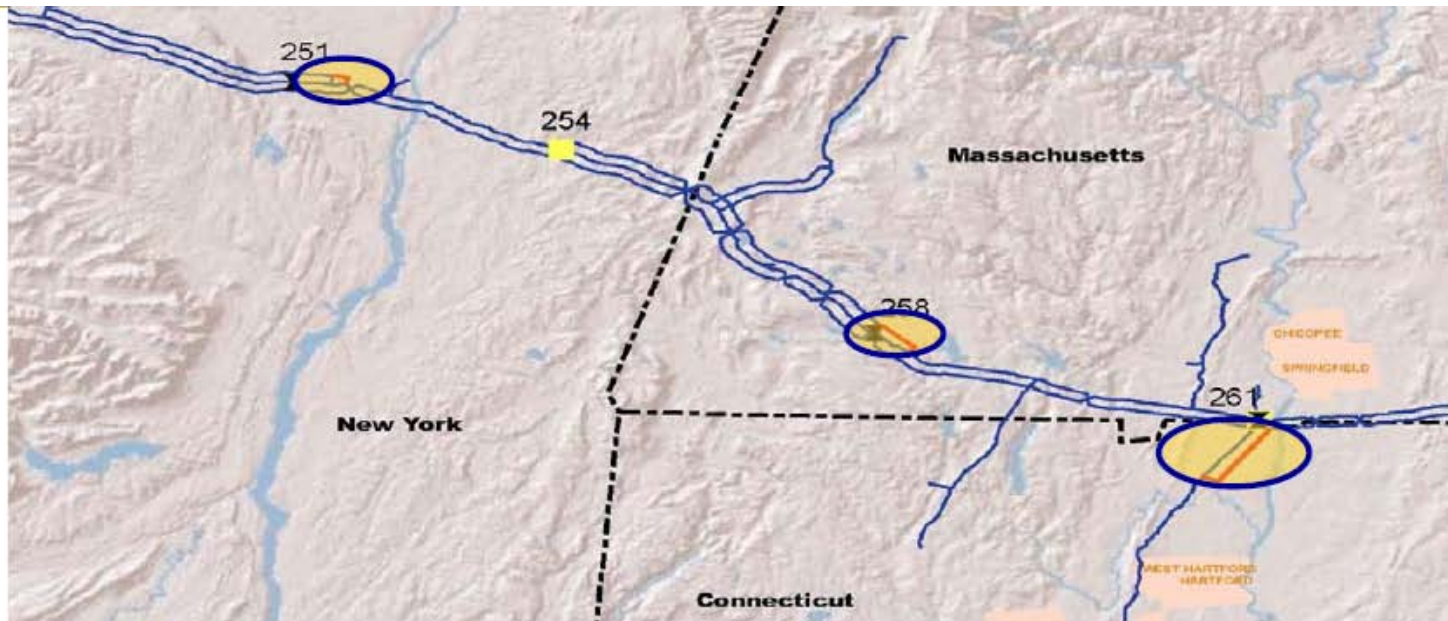 251
254
Massachusetts
258
CHICOPEE
SPRINGFIELD
261
New York
WEST HARTFORD
HARTFORD
Connecticut